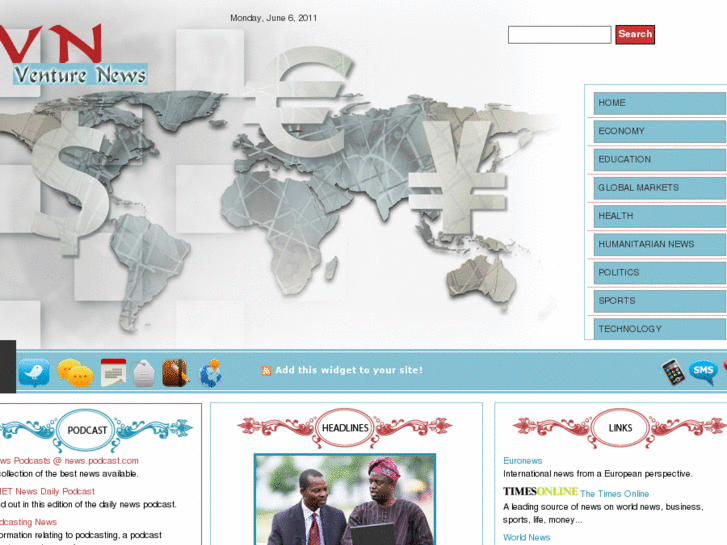 VN
Venture News
Monday, June 6, 2011
Search
HOME
ECONOMY
EDUCATION
GLOBAL MARKETS
HEALTH
HUMANITARIAN NEWS
POLITICS
SPORTS
TECHNOLOGY
Add this widget to your site!
SMS
PODCAST
ws Podcasts @ news.podcast.com
collection of the best news available.
NET News Daily Podcast
d out in this edition of the daily news podcast.
dcasting News
ormation relating to podcasting, a podcast
HEADLINES
LINKS
Euronews
International news from a European perspective.
TIMESONLINE The Times Online
A leading source of news on world news, business,
sports, life, money...
World News